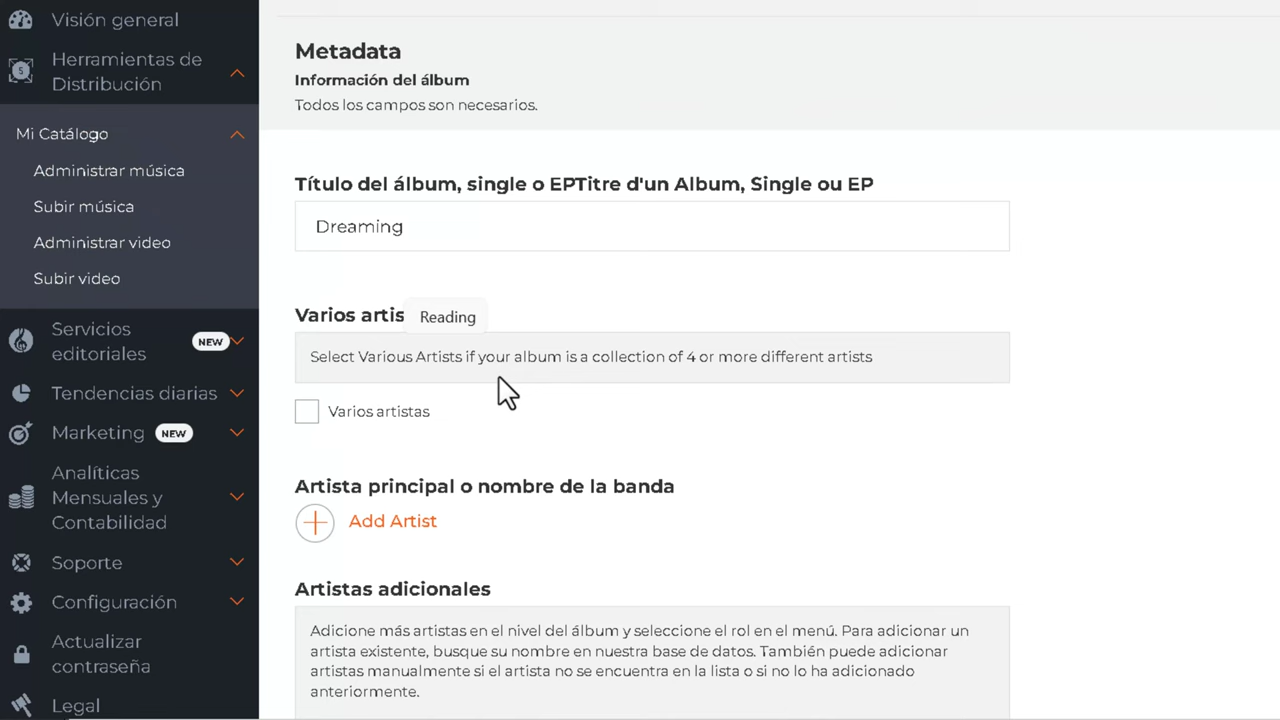 Visión general
Herramientas de
Distribución
Mi Catálogo
Administrar música
Subir música
Administrar video
Subir video
Servicios
editoriales
NEW
Tendencias diarias
Marketing
NEW
Analíticas
Mensuales y
Contabilidad
Soporte
Configuración
Actualizar
contraseña
Legal
Metadata
Información del álbum
Todos los campos son necesarios.
Título del álbum, single o EPTitre d'un Album, Single ou EP
Dreaming
Varios artis
Reading
Select Various Artists if your album is a collection of 4 or more different artists
Varios artistas
Artista principal o nombre de la banda
Add Artist
Artistas adicionales
Adicione más artistas en el nivel del álbum y seleccione el rol en el menú. Para adicionar un
artista existente, busque su nombre en nuestra base de datos. También puede adicionar
artistas manualmente si el artista no se encuentra en la lista o si no lo ha adicionado
anteriormente.